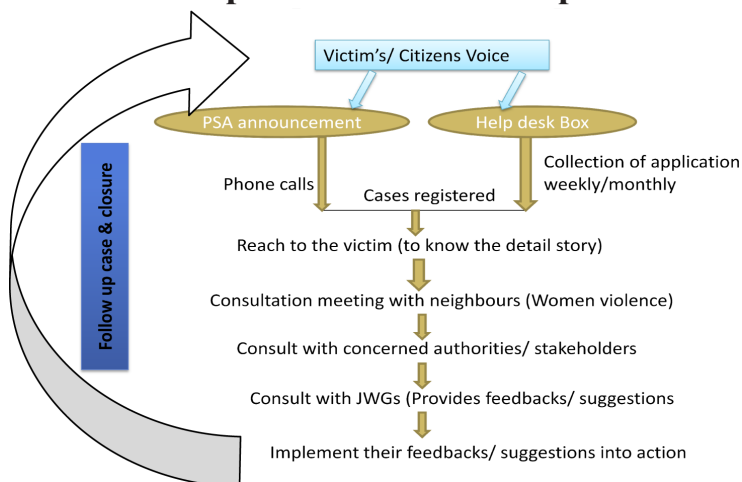 Victim's/ Citizens Voice
PSA announcement
Help desk Box
Phone calls
Collection of application
weekly/monthly
Cases registered
Reach to the victim (to know the detail story)
Consultation meeting with neighbours (Women violence)
Consult with concerned authorities/ stakeholders
Consult with JWGs (Provides feedbacks/ suggestions
Implement their feedbacks/ suggestions into action
Follow up case & closure